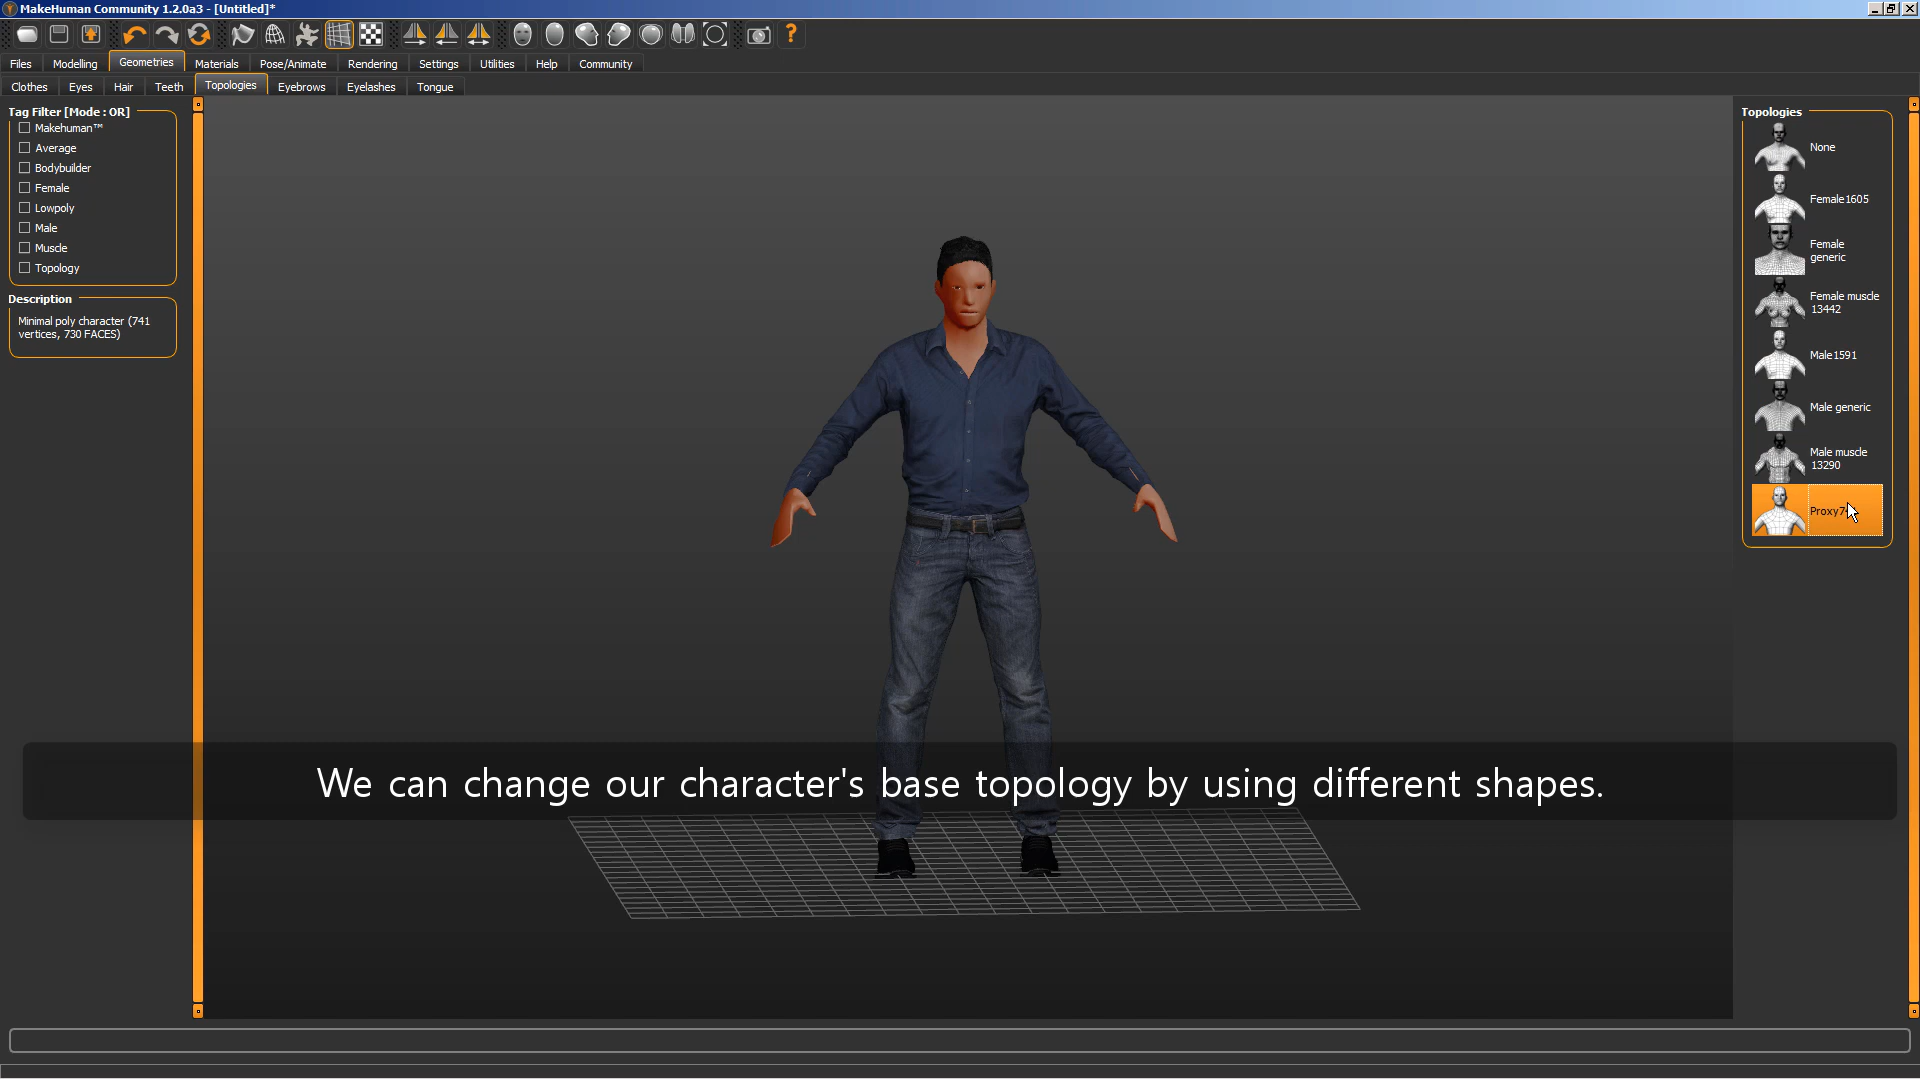 MakeHuman Community 1.2.0a3 - [Untitled]*
Files Modelling Geometries Materials Pose/Animate Rendering Settings Utilities Help Community
Clothes Eyes Hair Teeth Topologies Eyebrows Eyelashes Tongue
Tag Filter [Mode : OR]
Makehuman™
Average
Bodybuilder
Female
Lowpoly
Male
Muscle
Topology
Description
Minimal poly character (741
vertices, 730 FACES)
Topologies
None
Female1605
Female
generic
Female muscle
13442
Male1591
Male generic
Male muscle
13290
We can change our character's base topology by using different shapes.